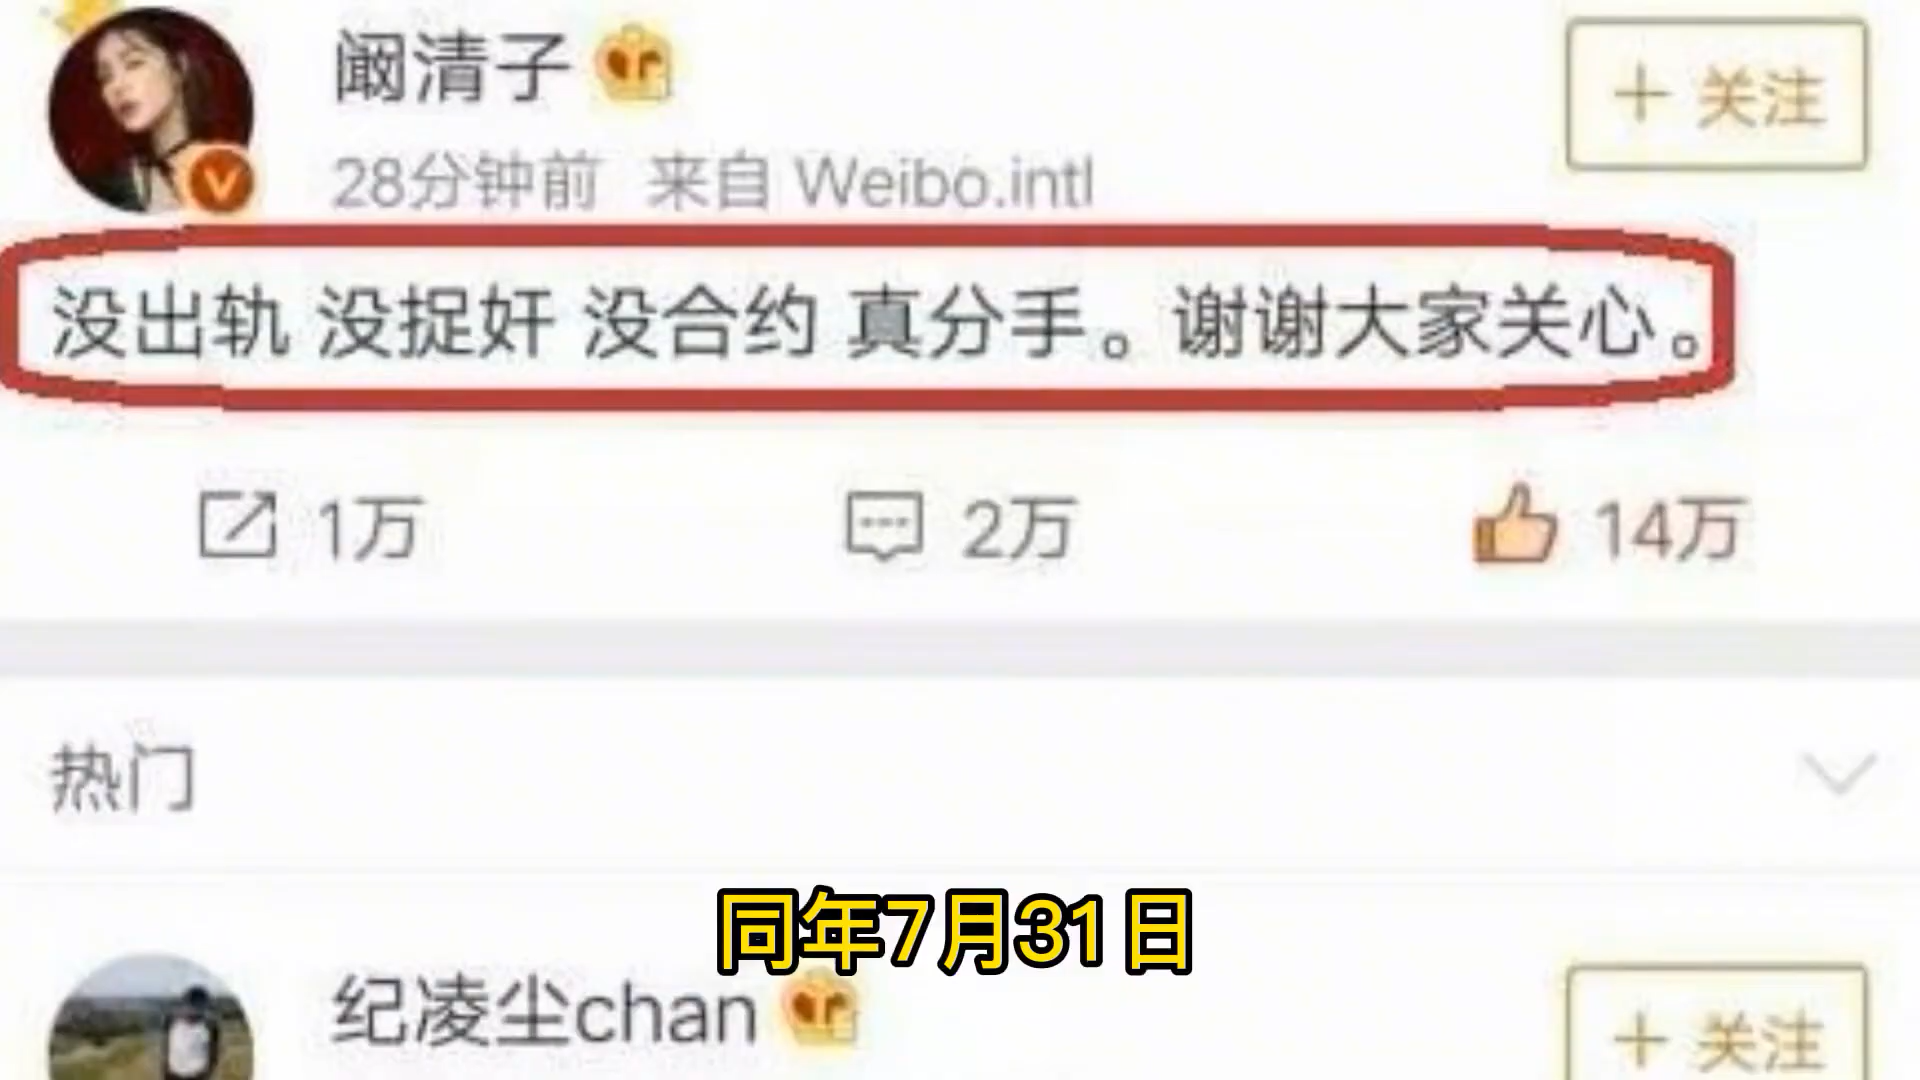 阚清子
+ 关注
28分钟前 来自 Weibo.intl
没出轨 没捉奸 没合约 真分手。谢谢大家关心。
1万
2万
14万
热门
同年7月31日
纪凌尘chan
+ 关注